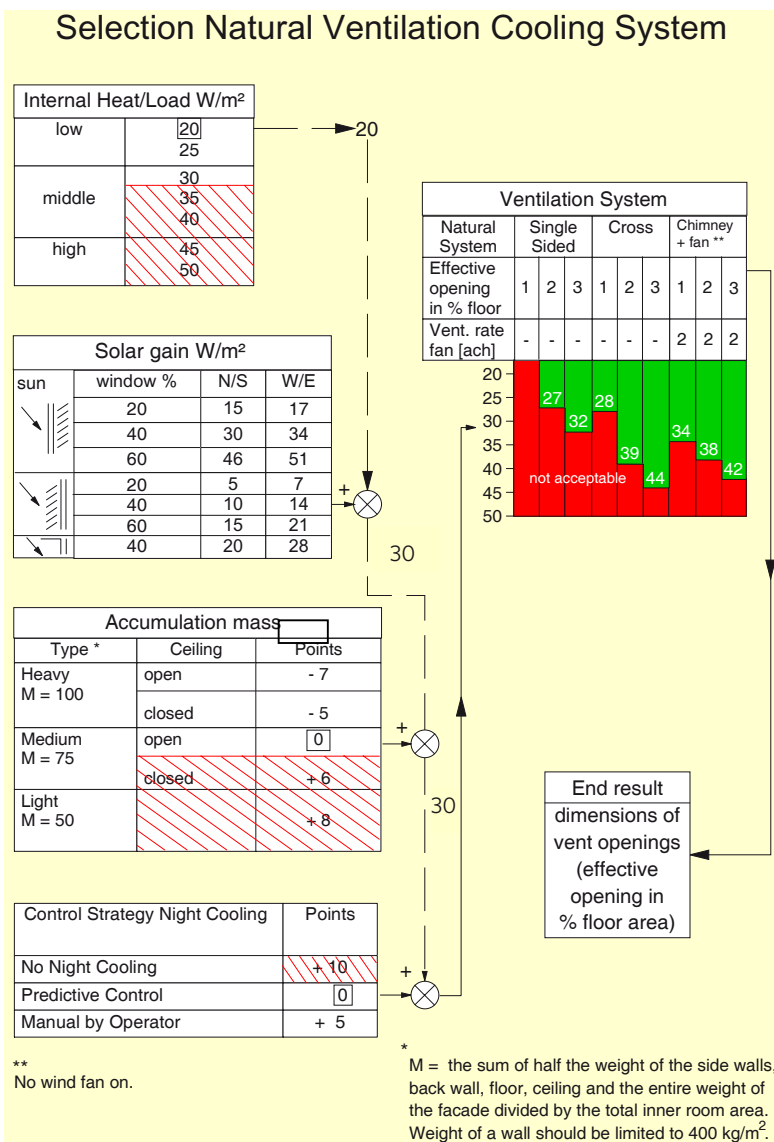 Selection Natural Ventilation Cooling System
Internal Heat/Load W/m²
low 20
25
30
middle 35
40
high 45
50
20
Solar gain W/m²
sun window % N/S W/E
20 15 17
40 30 34
60 46 51
20 5 7
40 10 14
60 15 21
40 20 28
+
30
Accumulation mass
Type * Ceiling Points
Heavy open - 7
M = 100
closed - 5
Medium open 0
M = 75
closed + 6
Light
M = 50 + 8
+
30
Control Strategy Night Cooling Points
No Night Cooling + 10
Predictive Control 0
Manual by Operator + 5
+
**
No wind fan on.
Ventilation System
Natural System Single Sided Cross Chimney + fan **
Effective
opening
in % floor 1 2 3 1 2 3 1 2 3
Vent. rate
fan [ach] - - - - - - 2 2 2
20
25
30
35
40
45
50
27 32 28 39 44 34 38 42
not acceptable
End result
dimensions of
vent openings
(effective
opening in
% floor area)
*
M = the sum of half the weight of the side walls,
back wall, floor, ceiling and the entire weight of
the facade divided by the total inner room area.
Weight of a wall should be limited to 400 kg/m².